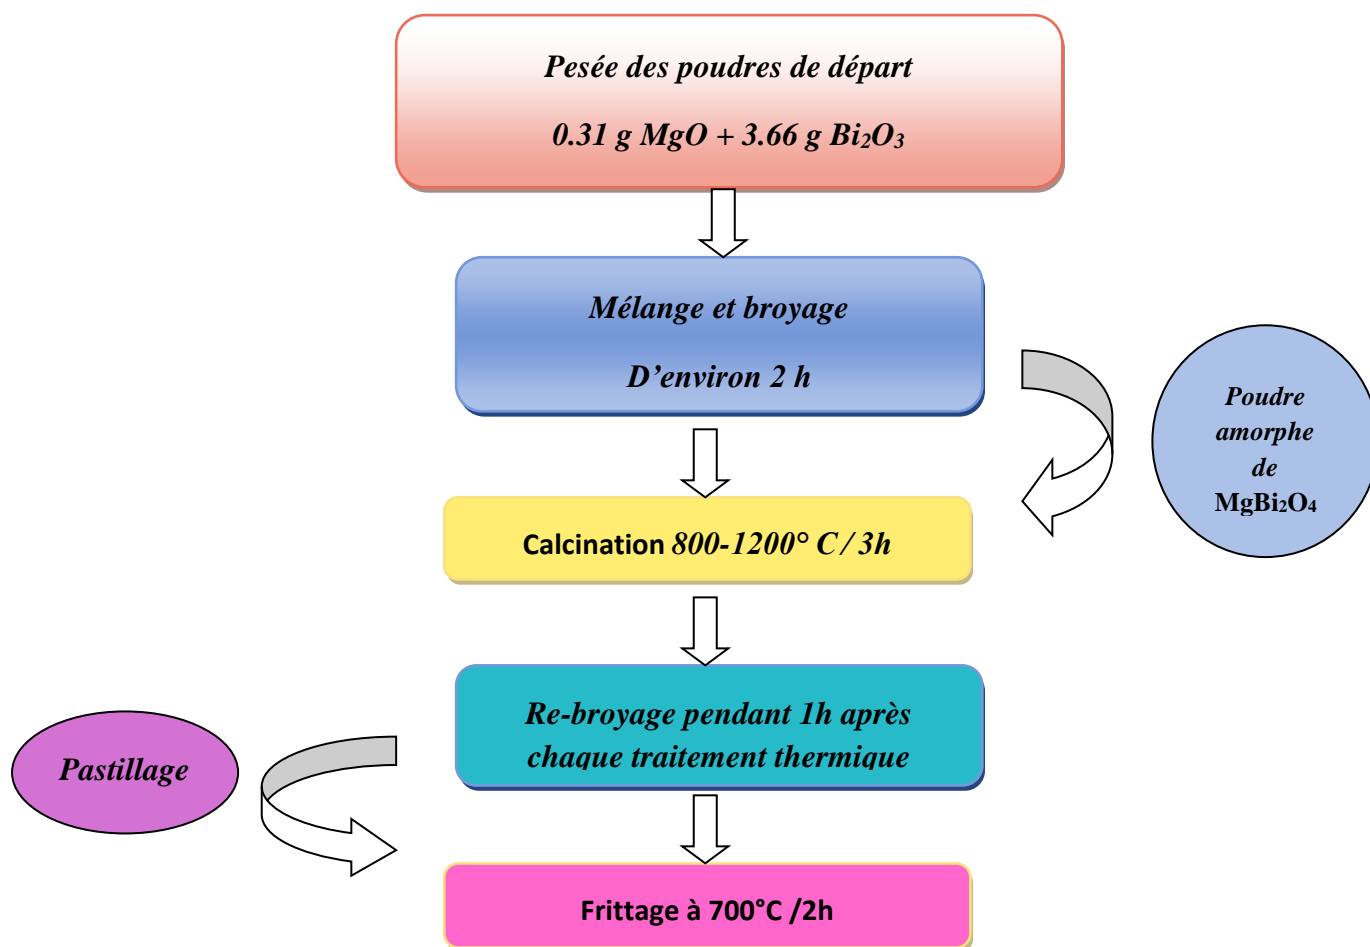 Pesée des poudres de départ
0.31 g MgO + 3.66 g Bi₂O₃
Mélange et broyage
D’environ 2 h
Poudre
amorphe
de
MgBi₂O₄
Calcination 800-1200° C / 3h
Re-broyage pendant 1h après
chaque traitement thermique
Pastillage
Frittage à 700°C /2h